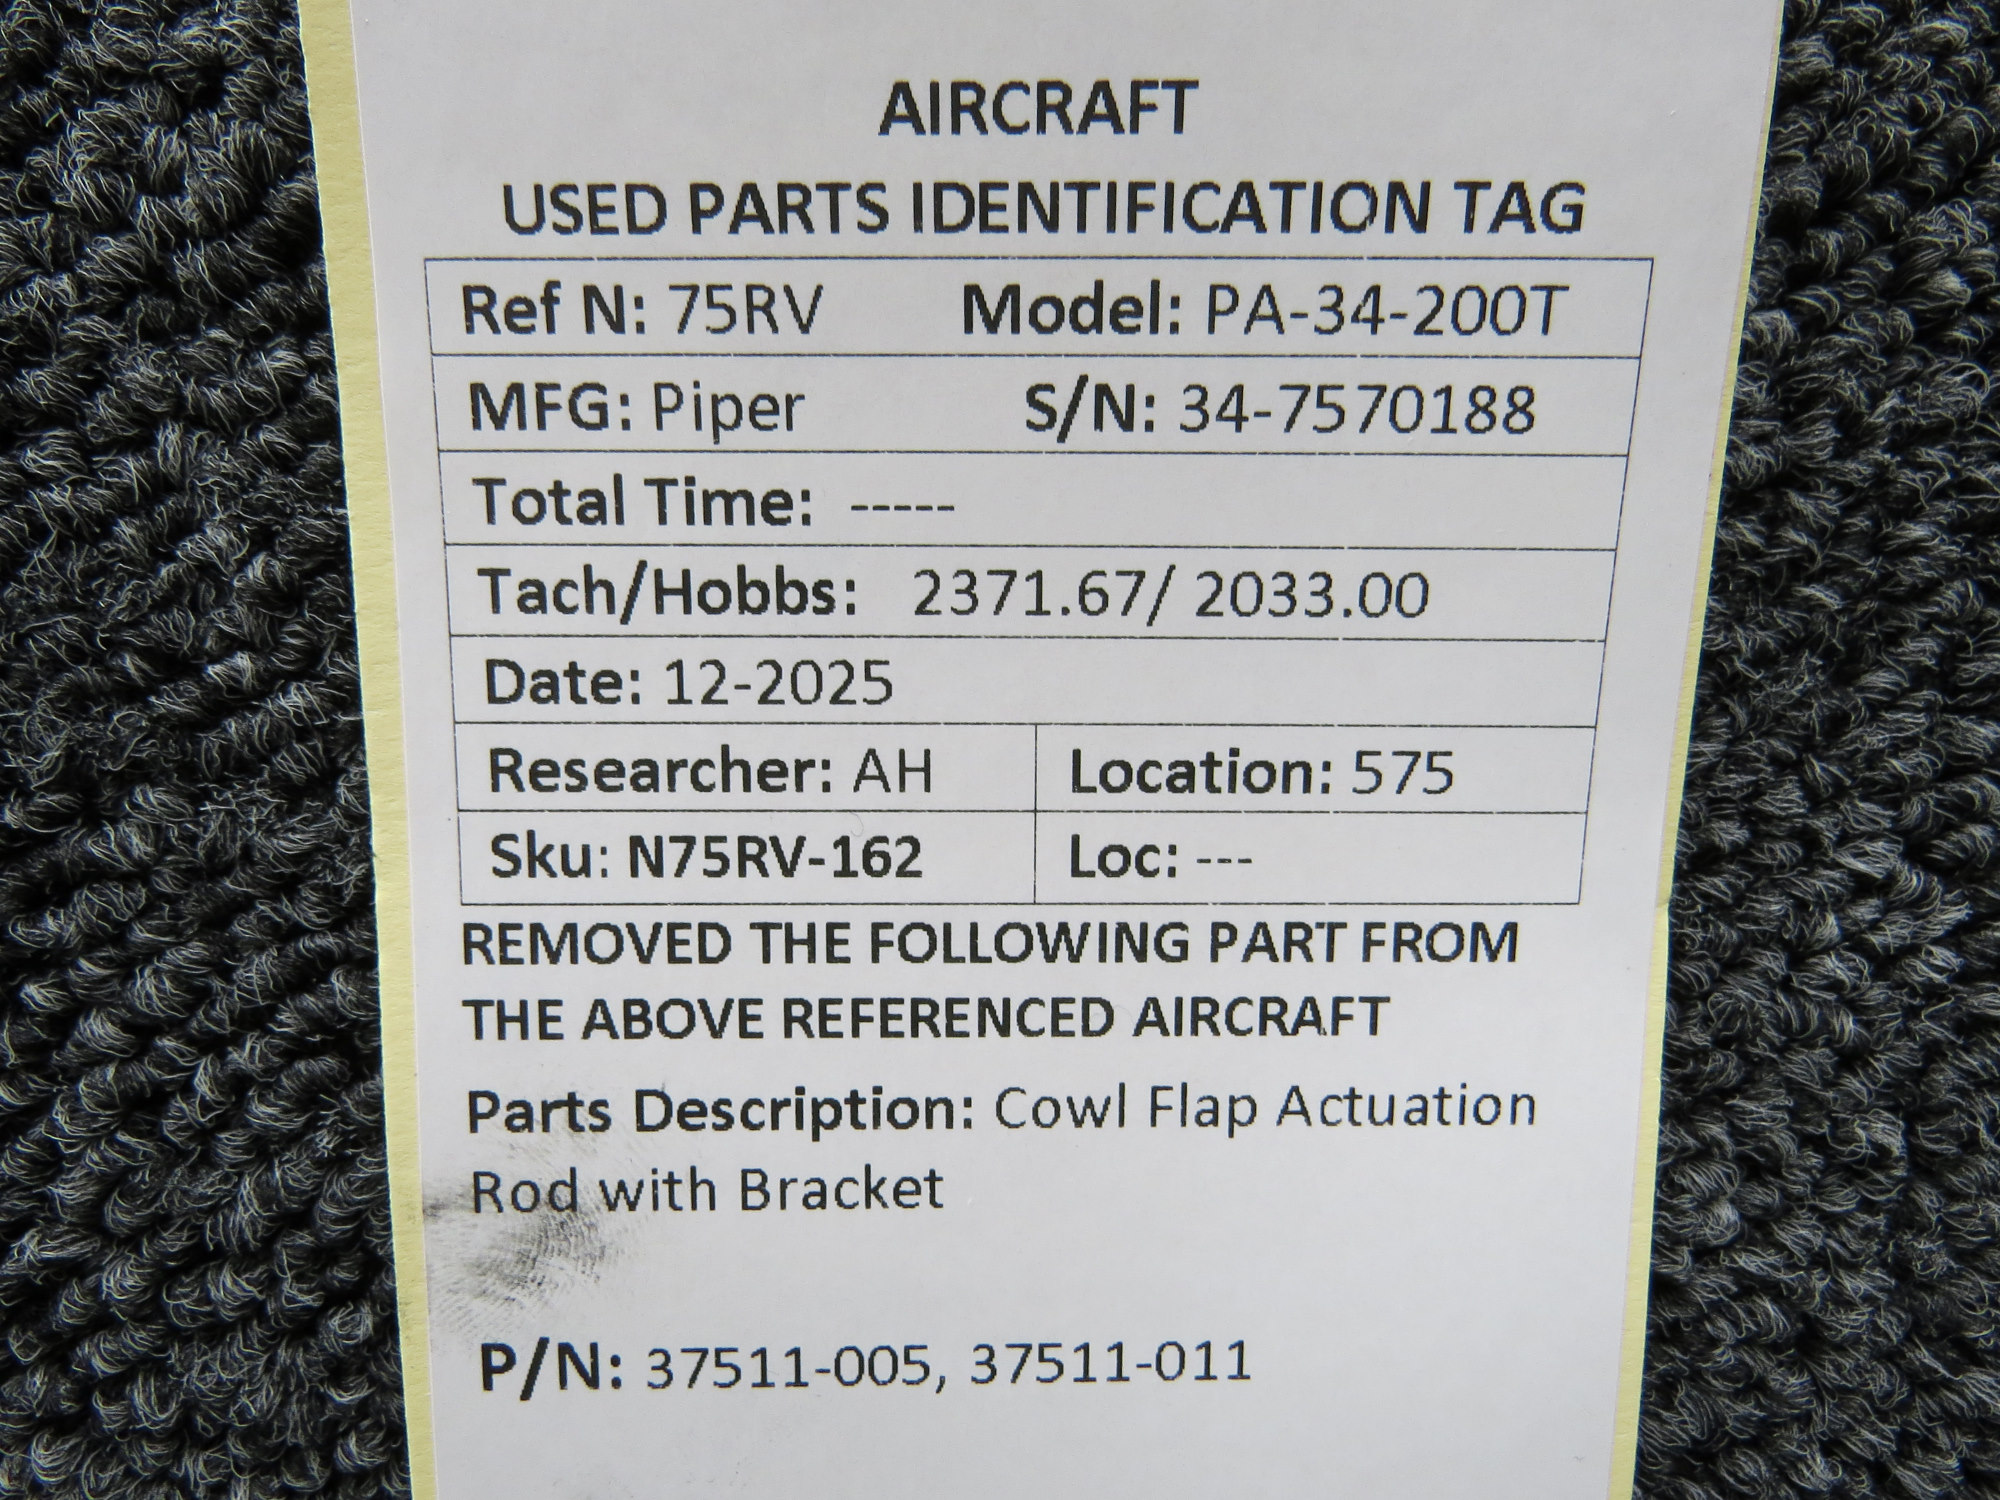 AIRCRAFT
USED PARTS IDENTIFICATION TAG
Ref N: 75RV Model: PA-34-200T
MFG: Piper S/N: 34-7570188
Total Time: -----
Tach/Hobbs: 2371.67/ 2033.00
Date: 12-2025
Researcher: AH Location: 575
Sku: N75RV-162 Loc: ---
REMOVED THE FOLLOWING PART FROM
THE ABOVE REFERENCED AIRCRAFT
Parts Description: Cowl Flap Actuation
Rod with Bracket
P/N: 37511-005, 37511-011